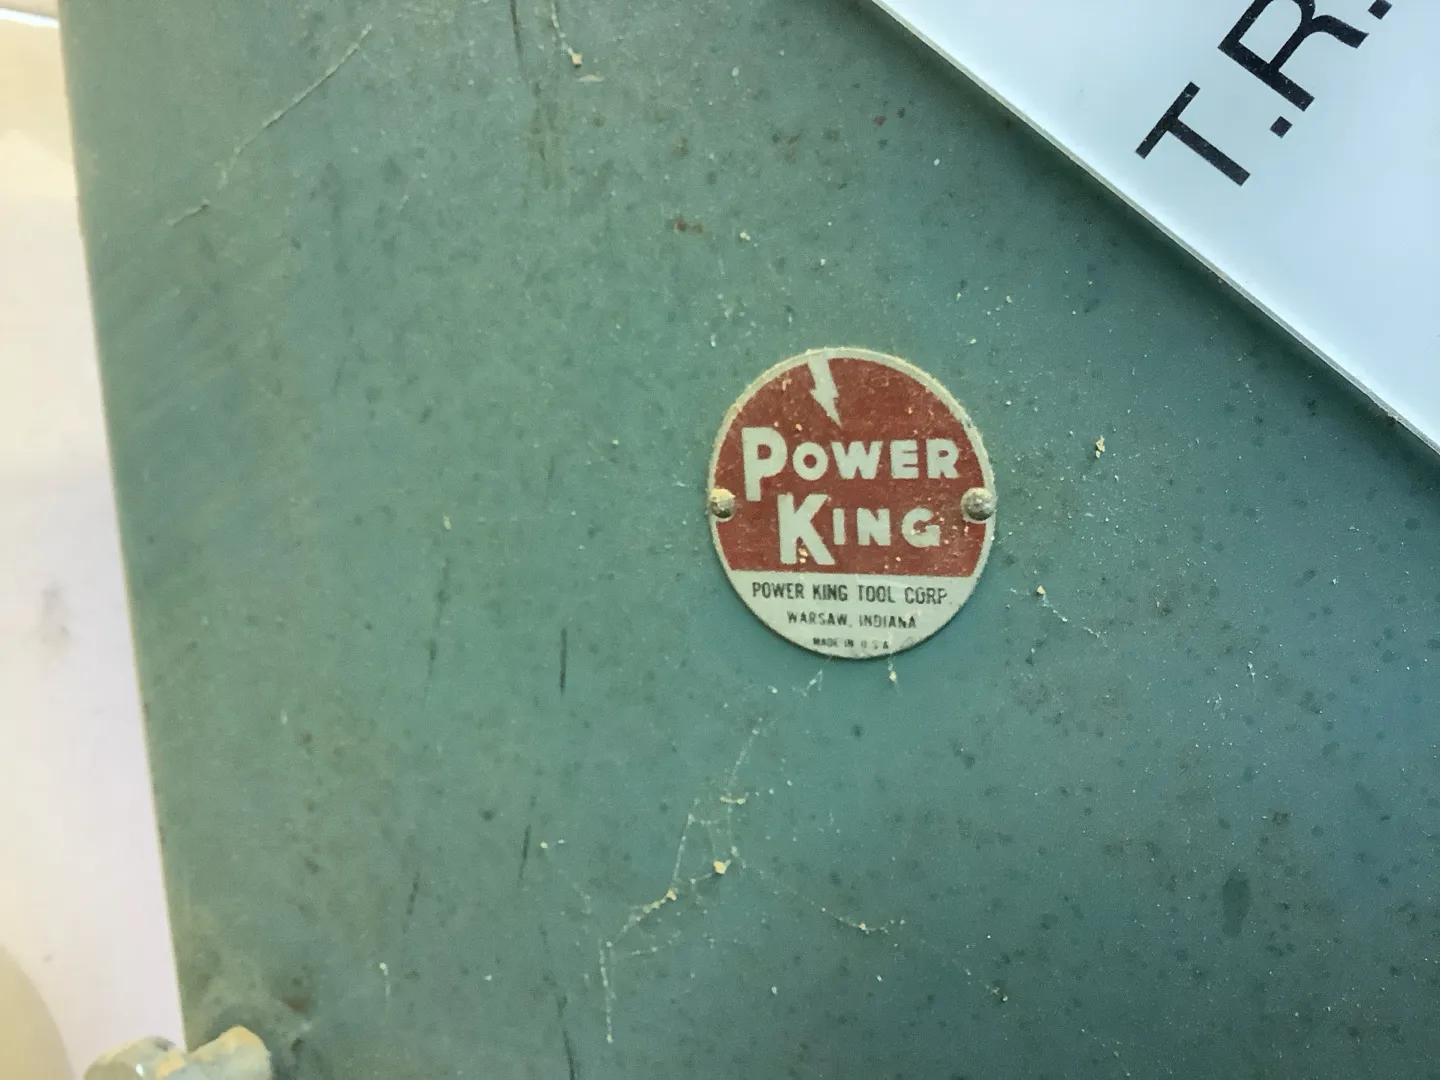 T.R.
POWER
KING
POWER KING TOOL CORP.
WARSAW, INDIANA
MADE IN U.S.A.